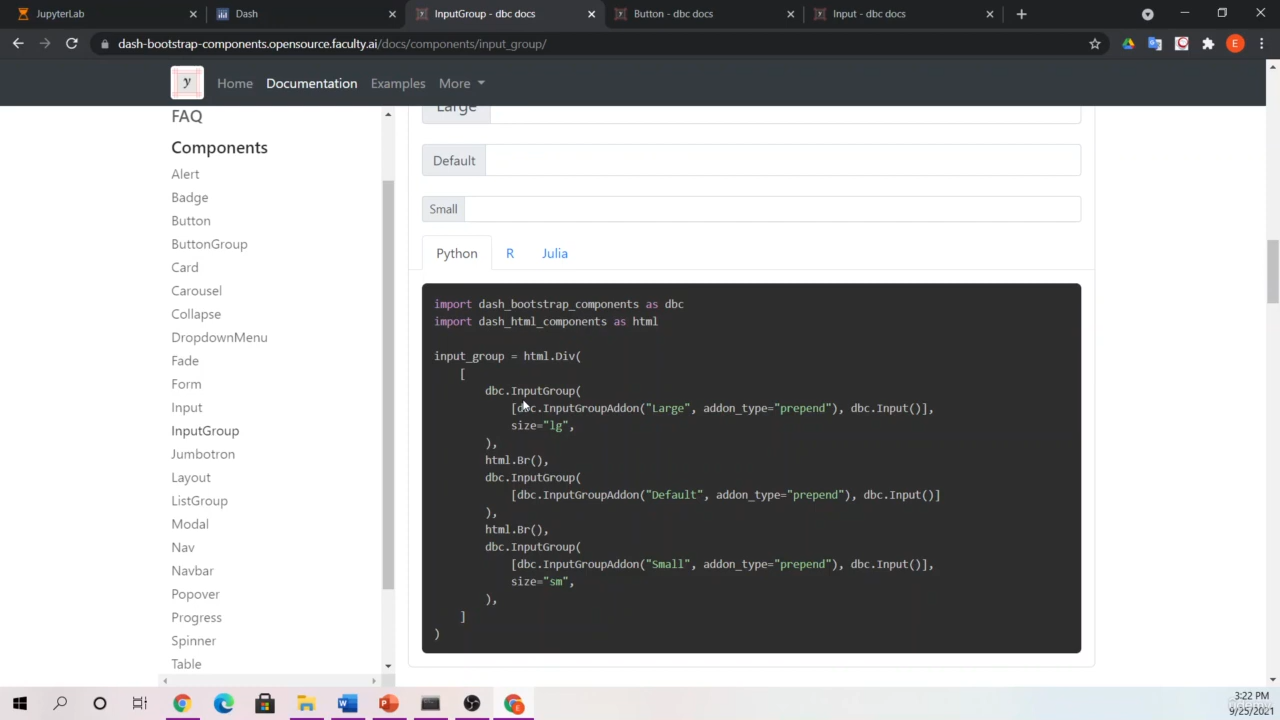 JupyterLab
Dash
InputGroup - dbc docs
Button - dbc docs
Input - dbc docs
dash-bootstrap-components.opensource.faculty.ai/docs/components/input_group/
E
y
Home
Documentation
Examples
More
FAQ
Components
Alert
Badge
Button
ButtonGroup
Card
Carousel
Collapse
DropdownMenu
Fade
Form
Input
InputGroup
Jumbotron
Layout
ListGroup
Modal
Nav
Navbar
Popover
Progress
Spinner
Table
Large
Default
Small
Python R Julia
import dash_bootstrap_components as dbc
import dash_html_components as html
input_group = html.Div(
[
dbc.InputGroup(
[dbc.InputGroupAddon("Large", addon_type="prepend"), dbc.Input()],
size="lg",
),
html.Br(),
dbc.InputGroup(
[dbc.InputGroupAddon("Default", addon_type="prepend"), dbc.Input()]
),
html.Br(),
dbc.InputGroup(
[dbc.InputGroupAddon("Small", addon_type="prepend"), dbc.Input()],
size="sm",
),
]
)
3:22 PM
9/25/2021